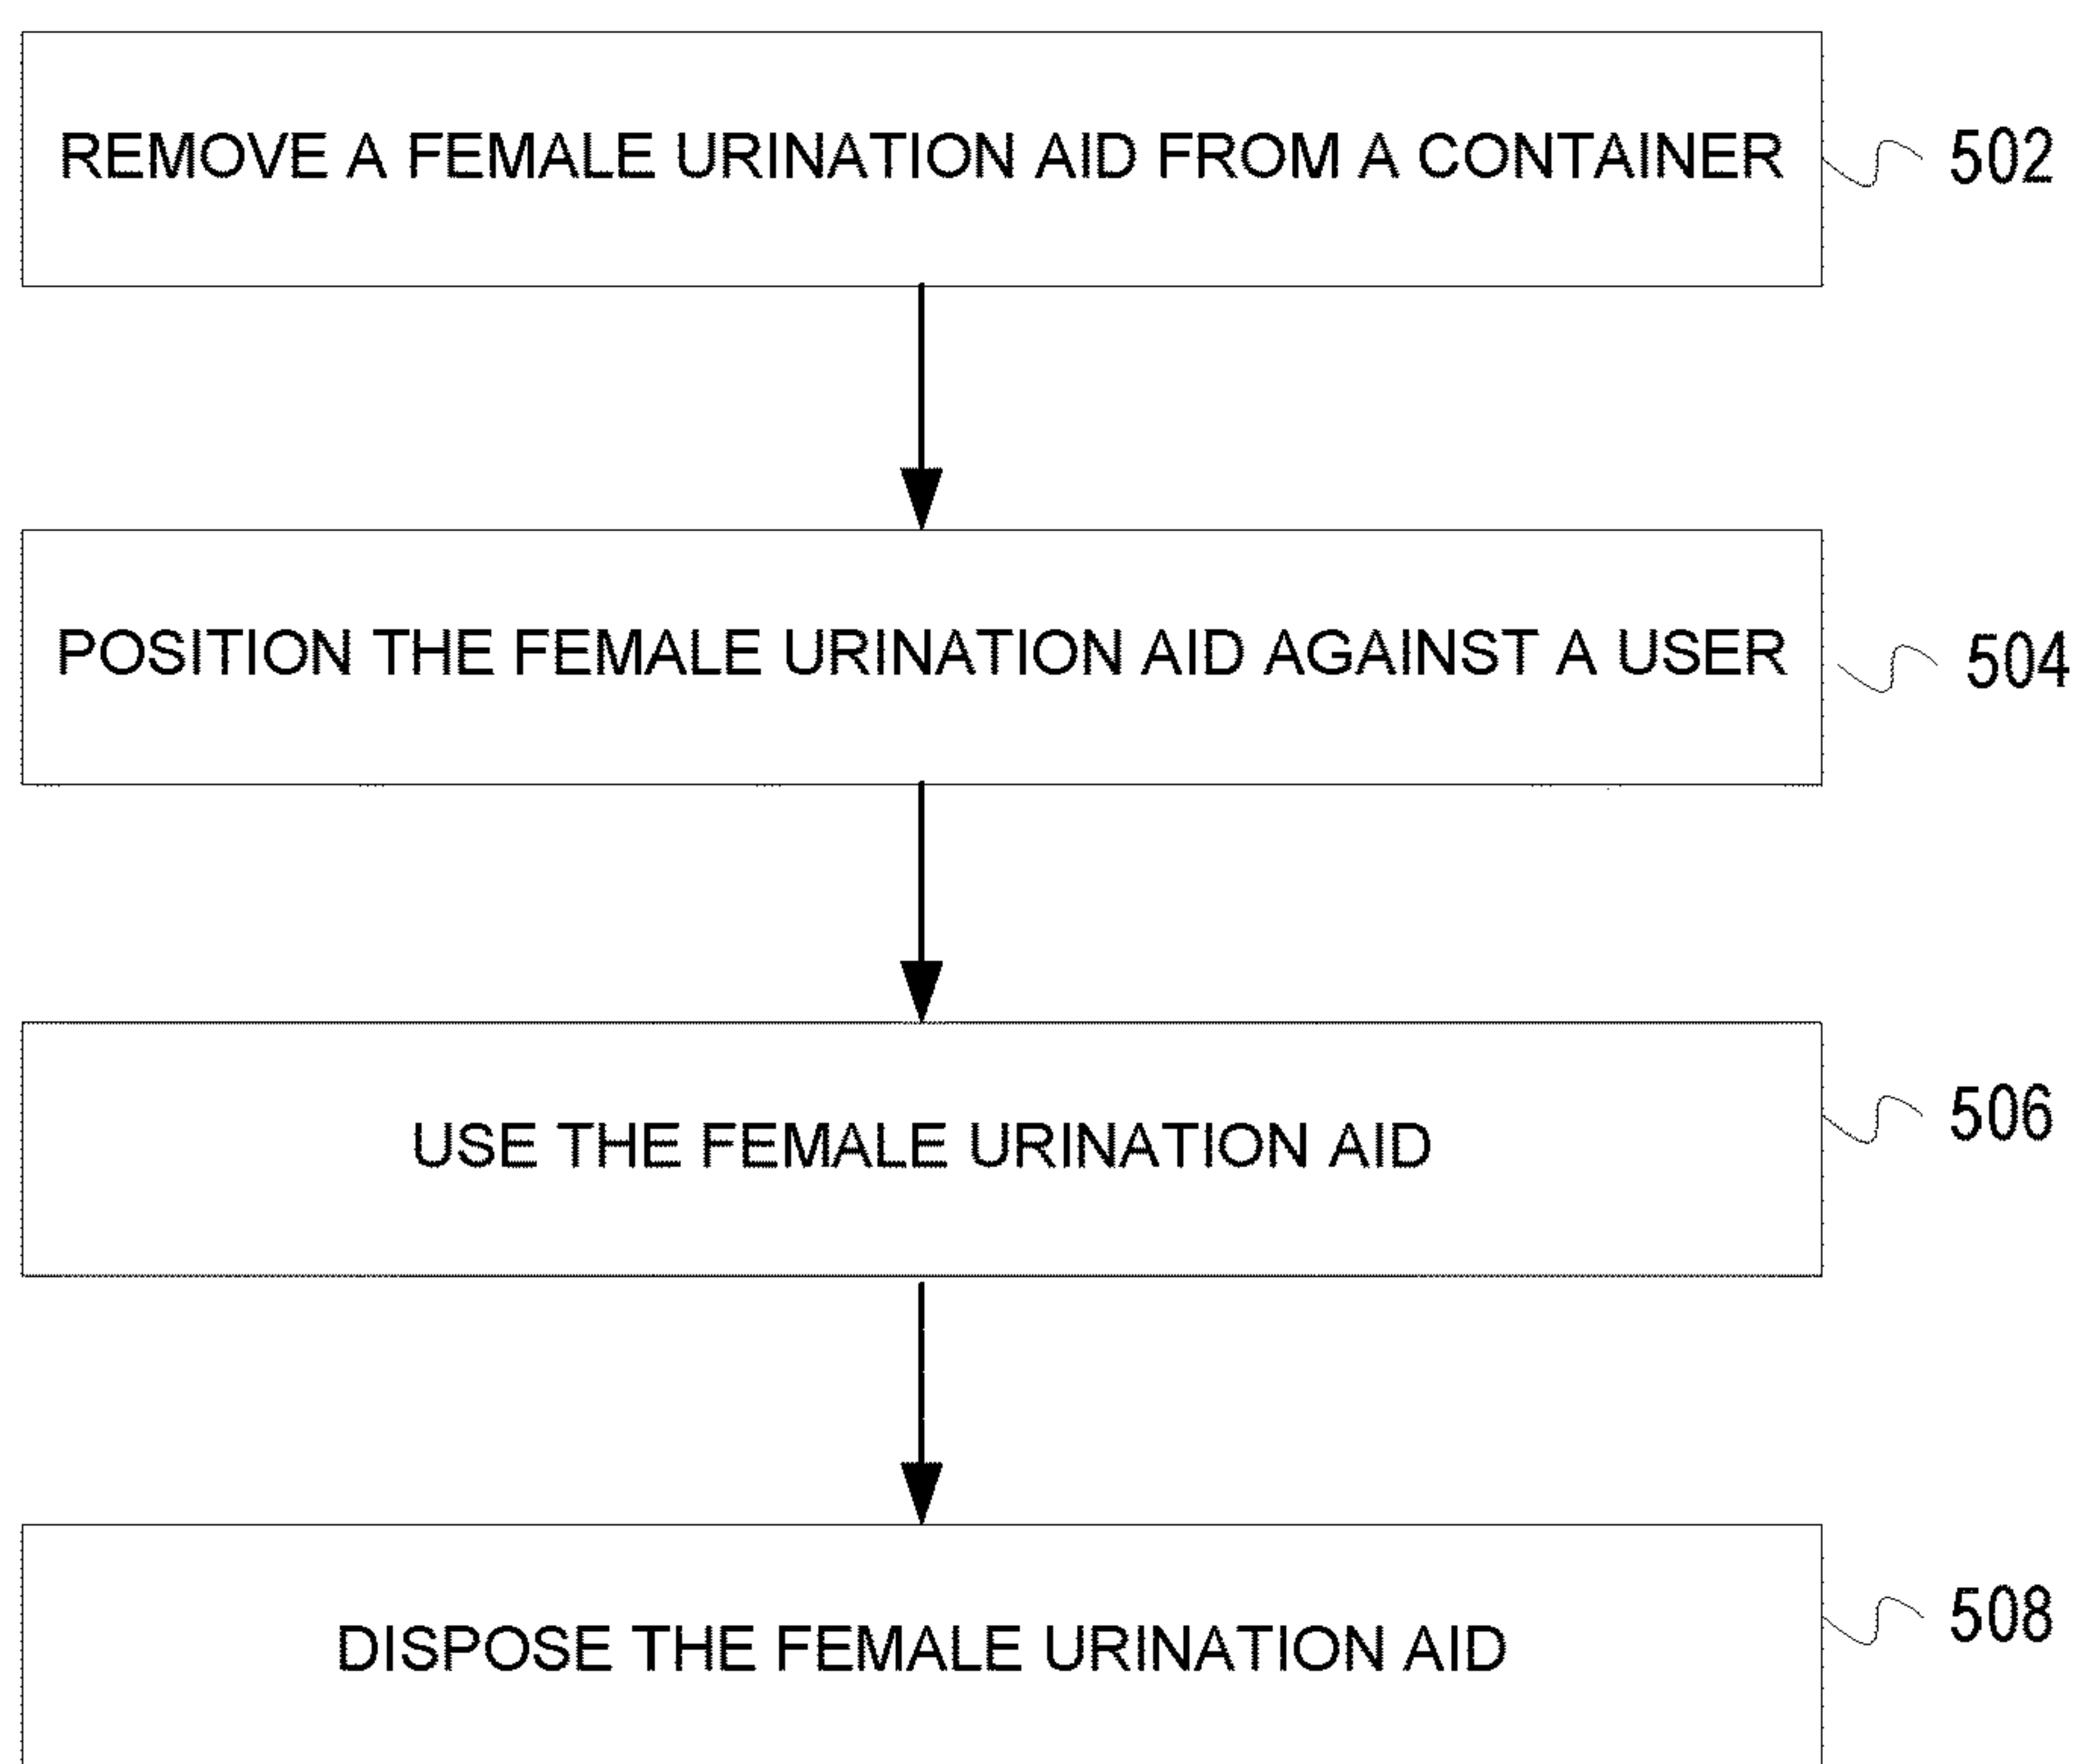 REMOVE A FEMALE URINATION AID FROM A CONTAINER 502
POSITION THE FEMALE URINATION AID AGAINST A USER 504
USE THE FEMALE URINATION AID 506
DISPOSE THE FEMALE URINATION AID 508